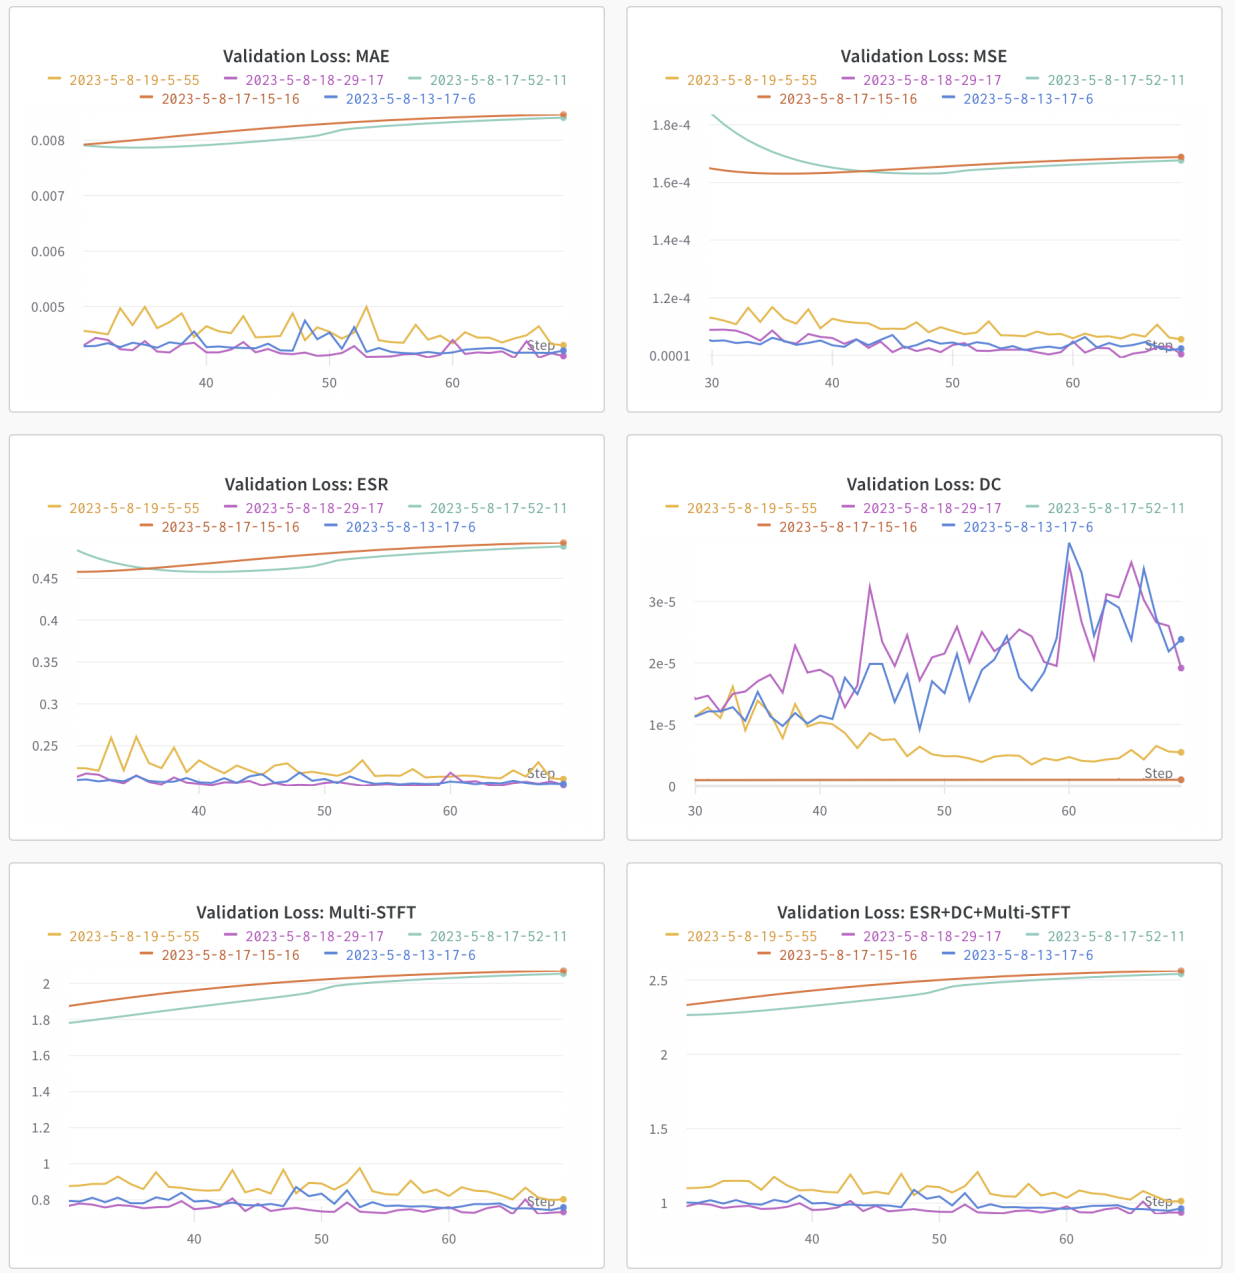 Validation Loss: MAE
2023-5-8-19-5-55 2023-5-8-18-29-17 2023-5-8-17-52-11
2023-5-8-17-15-16 2023-5-8-13-17-6
0.008
0.007
0.006
0.005
Step
40 50 60
Validation Loss: MSE
2023-5-8-19-5-55 2023-5-8-18-29-17 2023-5-8-17-52-11
2023-5-8-17-15-16 2023-5-8-13-17-6
1.8e-4
1.6e-4
1.4e-4
1.2e-4
0.0001
Step
30 40 50 60
Validation Loss: ESR
2023-5-8-19-5-55 2023-5-8-18-29-17 2023-5-8-17-52-11
2023-5-8-17-15-16 2023-5-8-13-17-6
0.45
0.4
0.35
0.3
0.25
Step
40 50 60
Validation Loss: DC
2023-5-8-19-5-55 2023-5-8-18-29-17 2023-5-8-17-52-11
2023-5-8-17-15-16 2023-5-8-13-17-6
3e-5
2e-5
1e-5
0
Step
30 40 50 60
Validation Loss: Multi-STFT
2023-5-8-19-5-55 2023-5-8-18-29-17 2023-5-8-17-52-11
2023-5-8-17-15-16 2023-5-8-13-17-6
2
1.8
1.6
1.4
1.2
1
0.8
Step
40 50 60
Validation Loss: ESR+DC+Multi-STFT
2023-5-8-19-5-55 2023-5-8-18-29-17 2023-5-8-17-52-11
2023-5-8-17-15-16 2023-5-8-13-17-6
2.5
2
1.5
1
Step
40 50 60